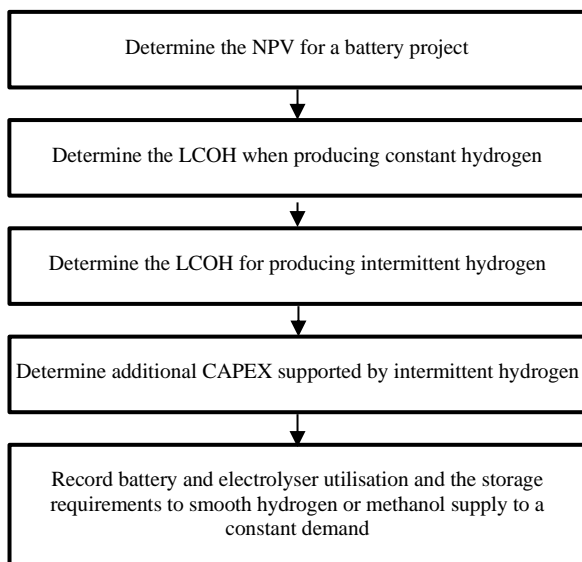 Determine the NPV for a battery project
Determine the LCOH when producing constant hydrogen
Determine the LCOH for producing intermittent hydrogen
Determine additional CAPEX supported by intermittent hydrogen
Record battery and electrolyser utilisation and the storage
requirements to smooth hydrogen or methanol supply to a
constant demand